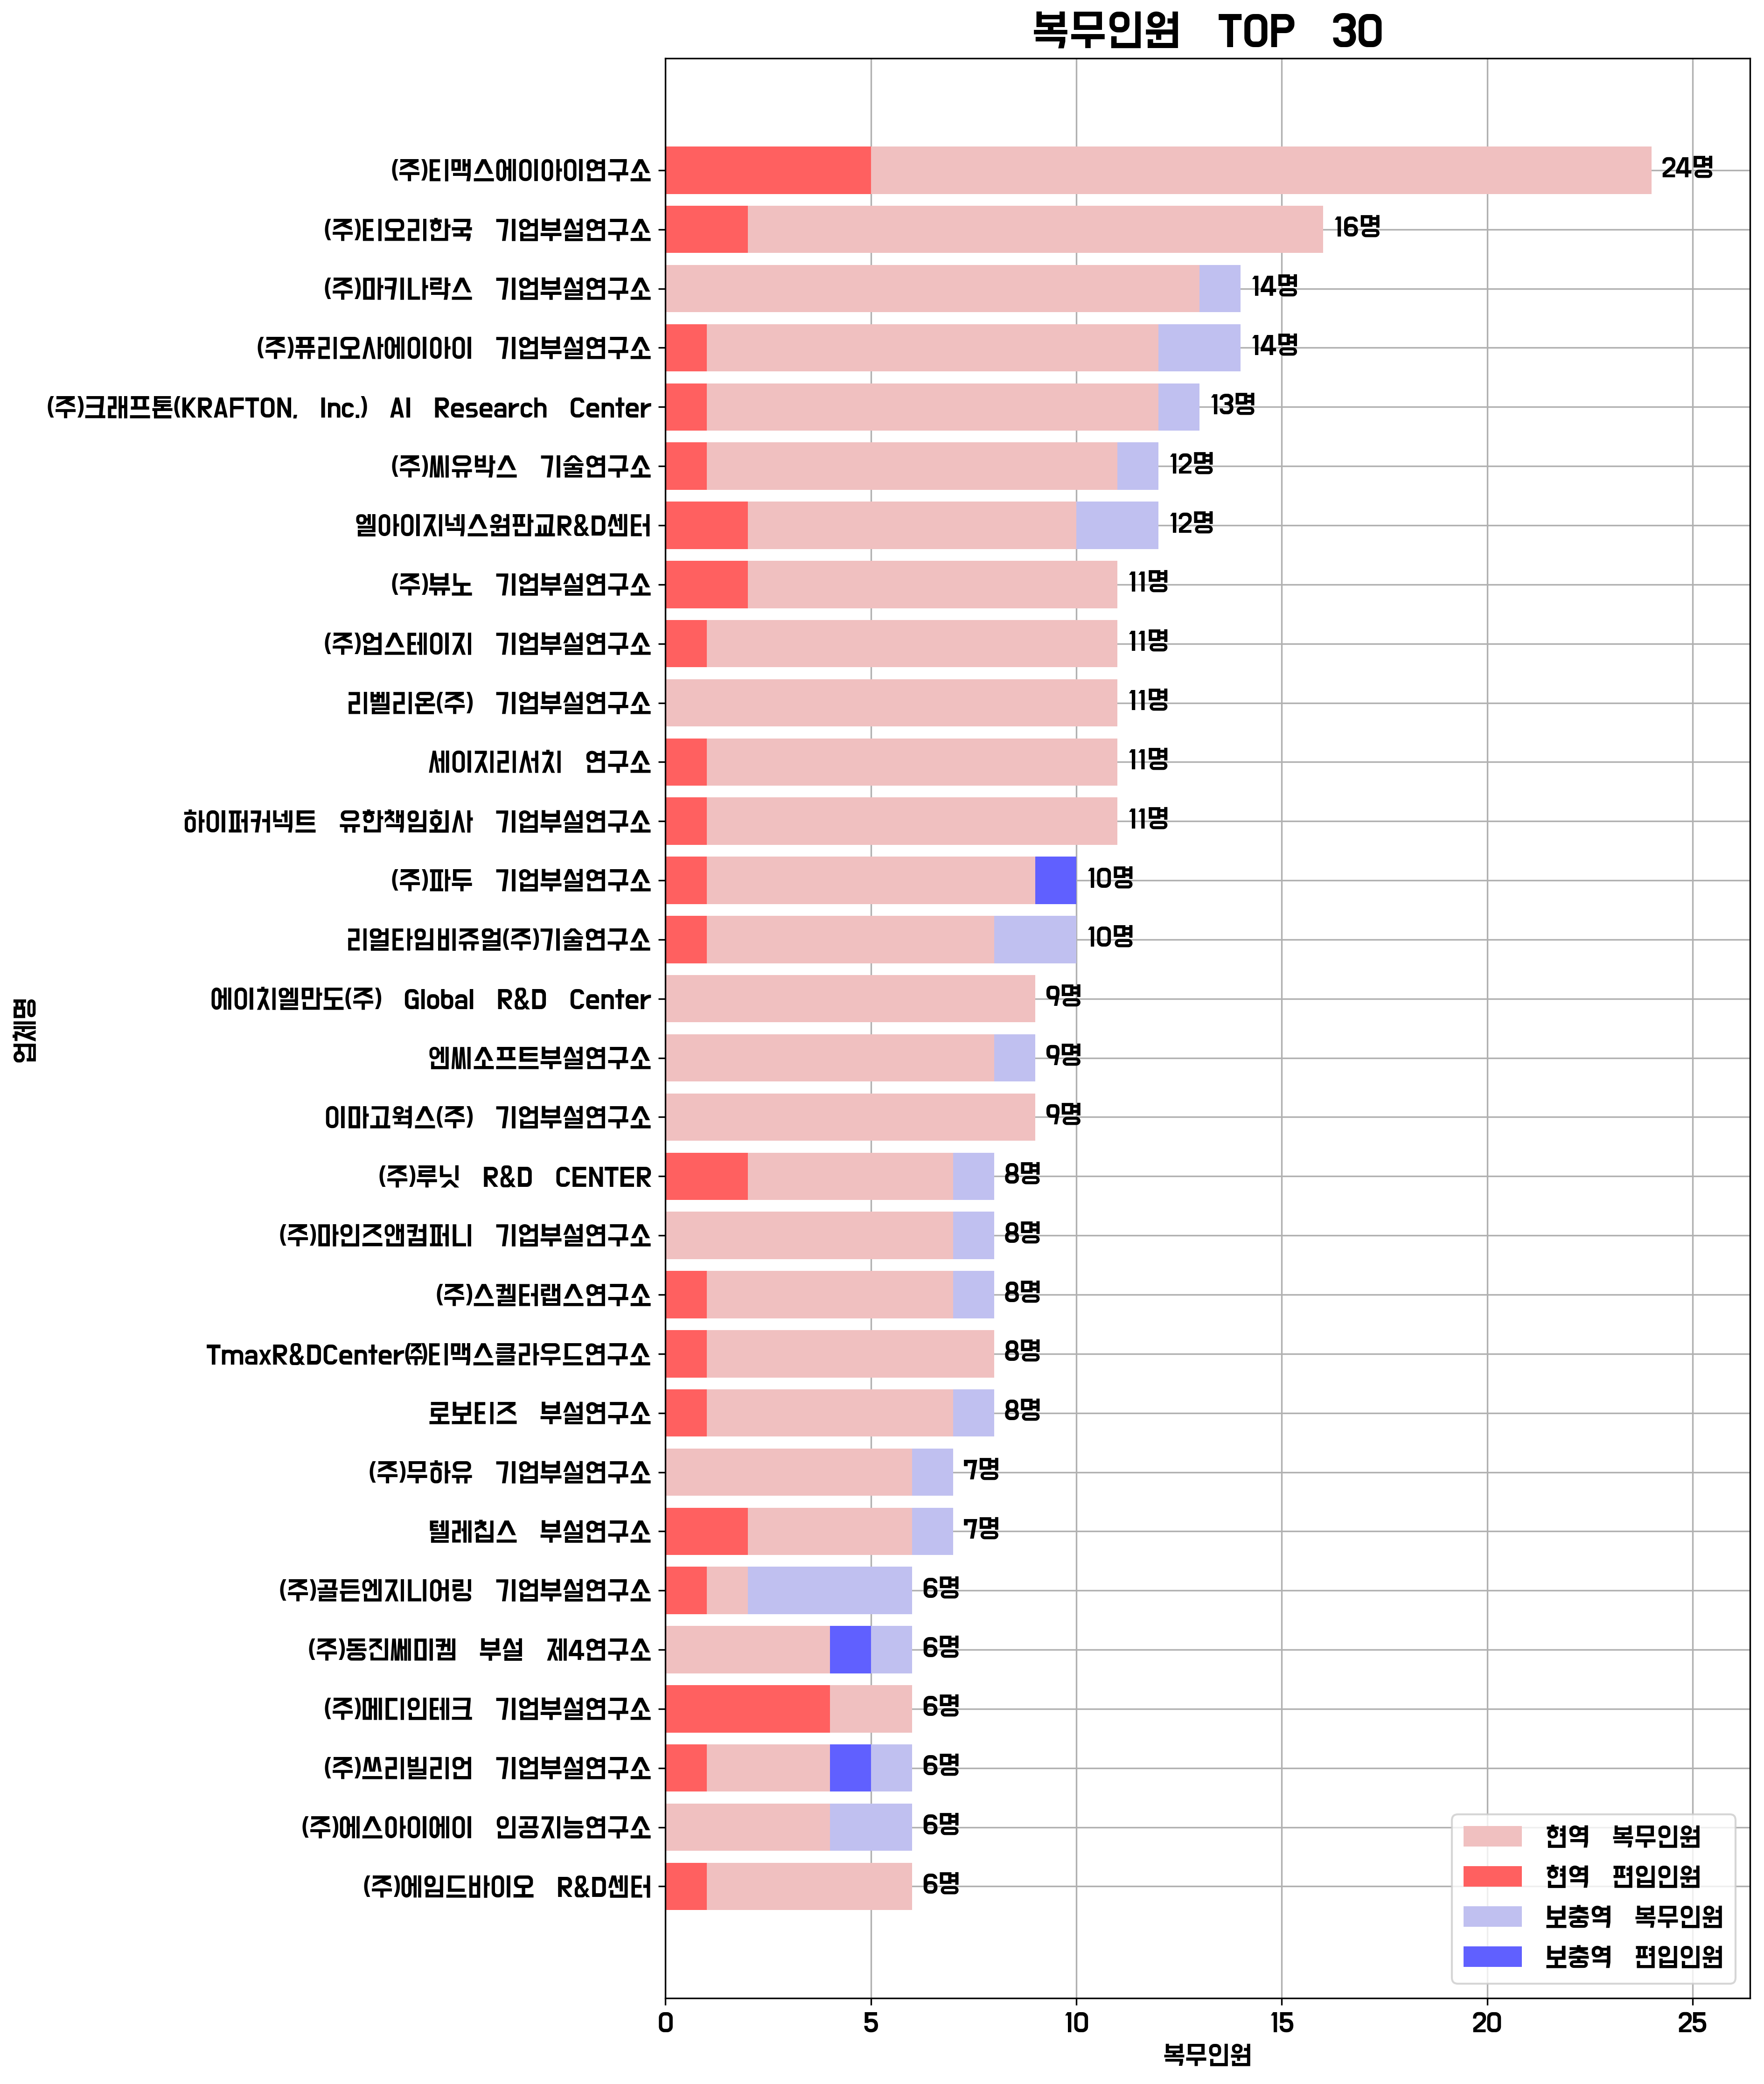 복무인원 TOP 30
(주)티맥스에이아이연구소 24명
(주)티오리한국 기업부설연구소 16명
(주)마키나락스 기업부설연구소 14명
(주)퓨리오사에이아이 기업부설연구소 14명
(주)크래프톤(KRAFTON, Inc.) AI Research Center 13명
(주)씨유박스 기술연구소 12명
엘아이지넥스원판교R&D센터 12명
(주)뷰노 기업부설연구소 11명
(주)업스테이지 기업부설연구소 11명
리벨리온(주) 기업부설연구소 11명
세이지리서치 연구소 11명
하이퍼커넥트 유한책임회사 기업부설연구소 11명
(주)파두 기업부설연구소 10명
리얼타임비쥬얼(주)기술연구소 10명
에이치엘만도(주) Global R&D Center 9명
엔씨소프트부설연구소 9명
이마고웍스(주) 기업부설연구소 9명
(주)루닛 R&D CENTER 8명
(주)마인즈앤컴퍼니 기업부설연구소 8명
(주)스켈터랩스연구소 8명
TmaxR&DCenter㈜티맥스클라우드연구소 8명
로보티즈 부설연구소 8명
(주)무하유 기업부설연구소 7명
텔레칩스 부설연구소 7명
(주)골든엔지니어링 기업부설연구소 6명
(주)동진쎄미켐 부설 제4연구소 6명
(주)메디인테크 기업부설연구소 6명
(주)쓰리빌리언 기업부설연구소 6명
(주)에스아이에이 인공지능연구소 6명
(주)에임드바이오 R&D센터 6명
업체명
현역 복무인원
현역 편입인원
보충역 복무인원
보충역 편입인원
0 5 10 15 20 25
복무인원